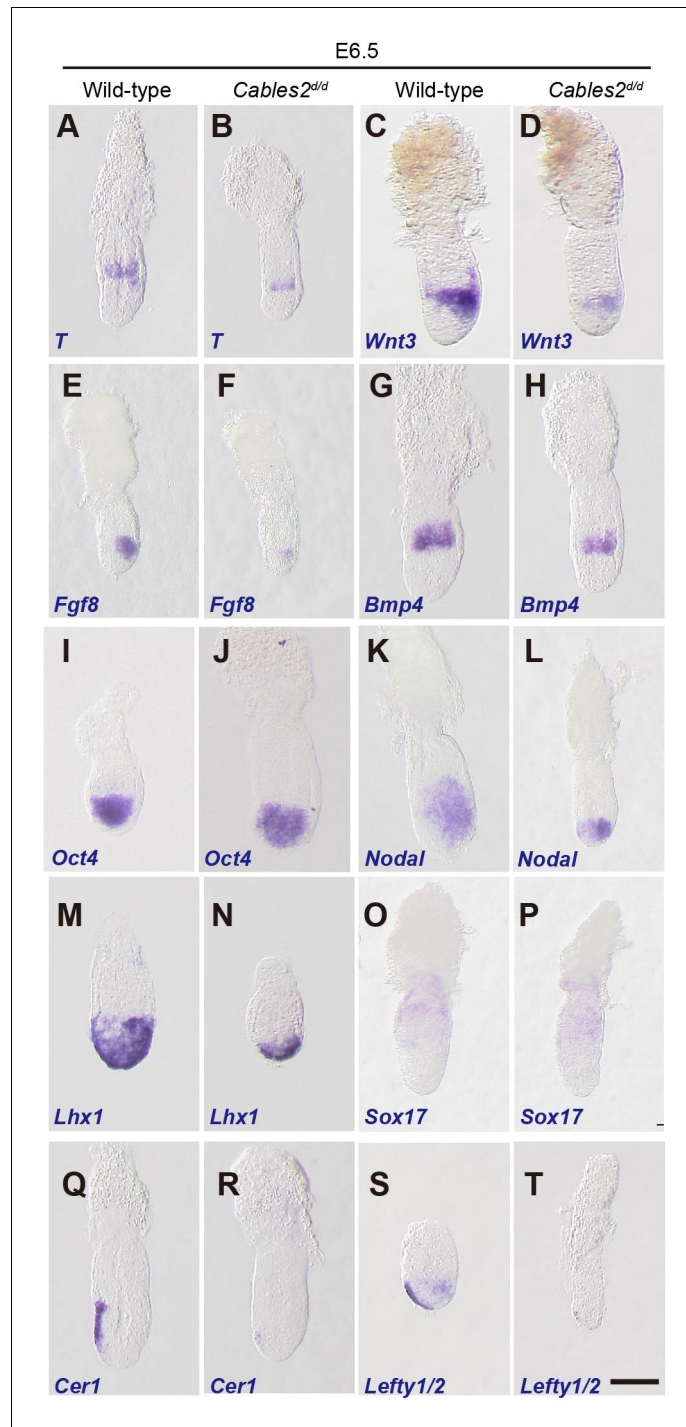 E6.5
Wild-type Cables2d/d Wild-type Cables2d/d
A B C D
T T Wnt3 Wnt3
E F G H
Fgf8 Fgf8 Bmp4 Bmp4
I J K L
Oct4 Oct4 Nodal Nodal
M N O P
Lhx1 Lhx1 Sox17 Sox17
Q R S T
Cer1 Cer1 Lefty1/2 Lefty1/2